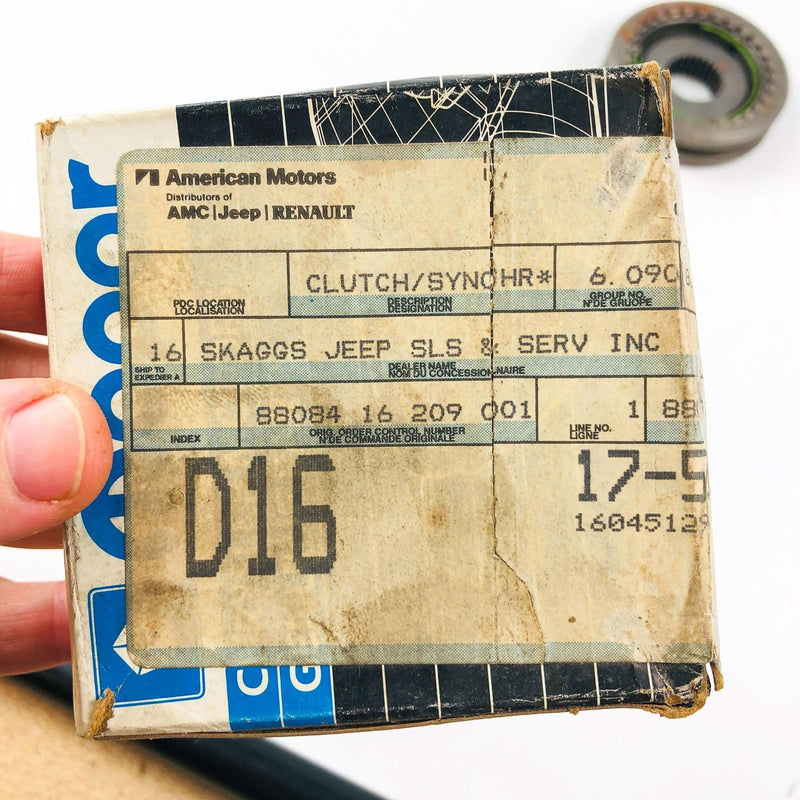 American Motors
Distributors of
AMC | Jeep | RENAULT
CLUTCH/SYNCHR* 6.090
PDC LOCATION
LOCALISATION
DESCRIPTION
DESIGNATION
GROUP NO.
N'DE GRUOPE
16 SKAGGS JEEP SLS & SERV INC
SHIP TO
EXPEDIER A
DEALER NAME
NOM DU CONCESSIONNAIRE
88084 16 209 001 1 88
INDEX
ORIG. ORDER CONTROL NUMBER
N'DE COMMANDE ORIGINALE
LINE NO.
LIGNE
D16
17-5
16045129
C G